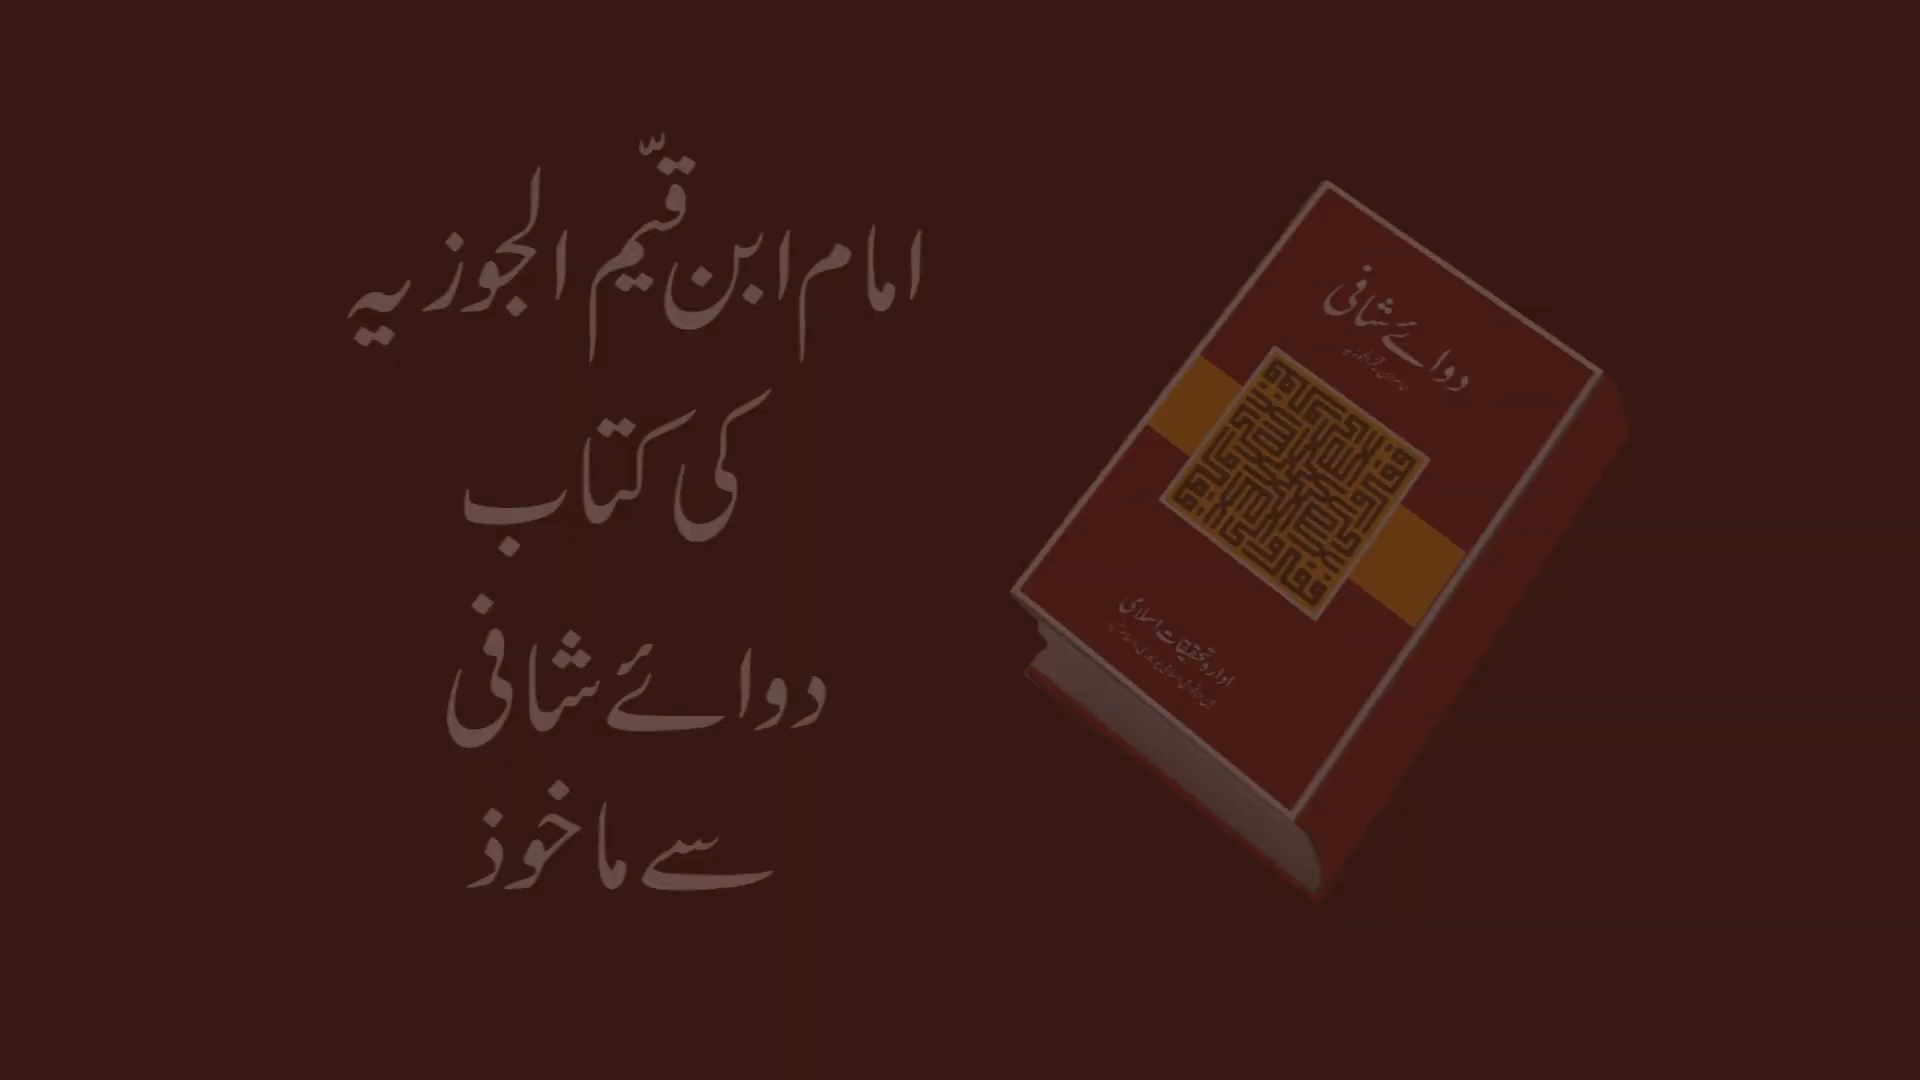 امام ابن قیّم الجوزیہ
کی کتاب
دوائے شافی
سے ماخوذ
دوائے شافی
ادارہ تحقیقات اسلامی